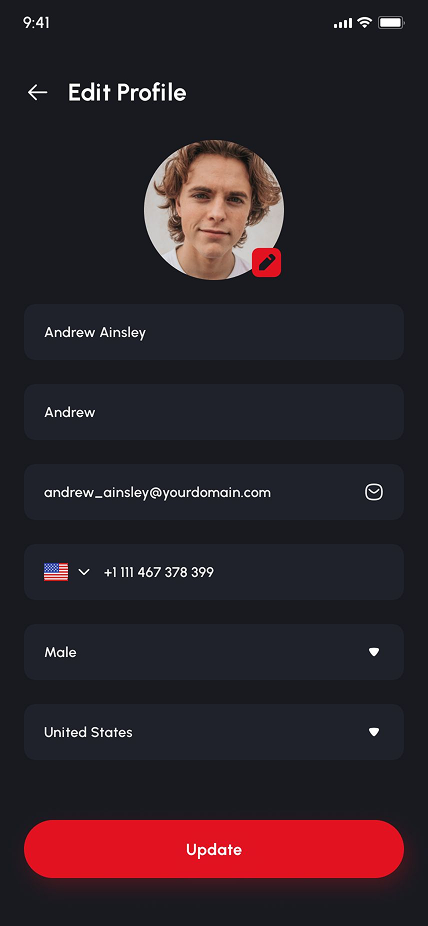 9:41
Edit Profile
Andrew Ainsley
Andrew
andrew_ainsley@yourdomain.com
+1 111 467 378 399
Male
United States
Update